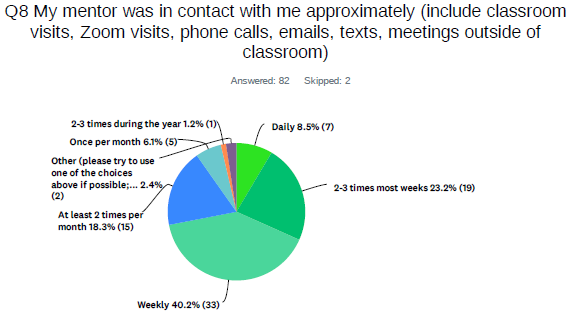 Q8 My mentor was in contact with me approximately (include classroom
visits, Zoom visits, phone calls, emails, texts, meetings outside of
classroom)
Answered: 82 Skipped: 2
2-3 times during the year 1.2% (1)
Daily 8.5% (7)
Once per month 6.1% (5)
Other (please try to use
one of the choices
above if possible;... 2.4%
(2)
2-3 times most weeks 23.2% (19)
At least 2 times per
month 18.3% (15)
Weekly 40.2% (33)